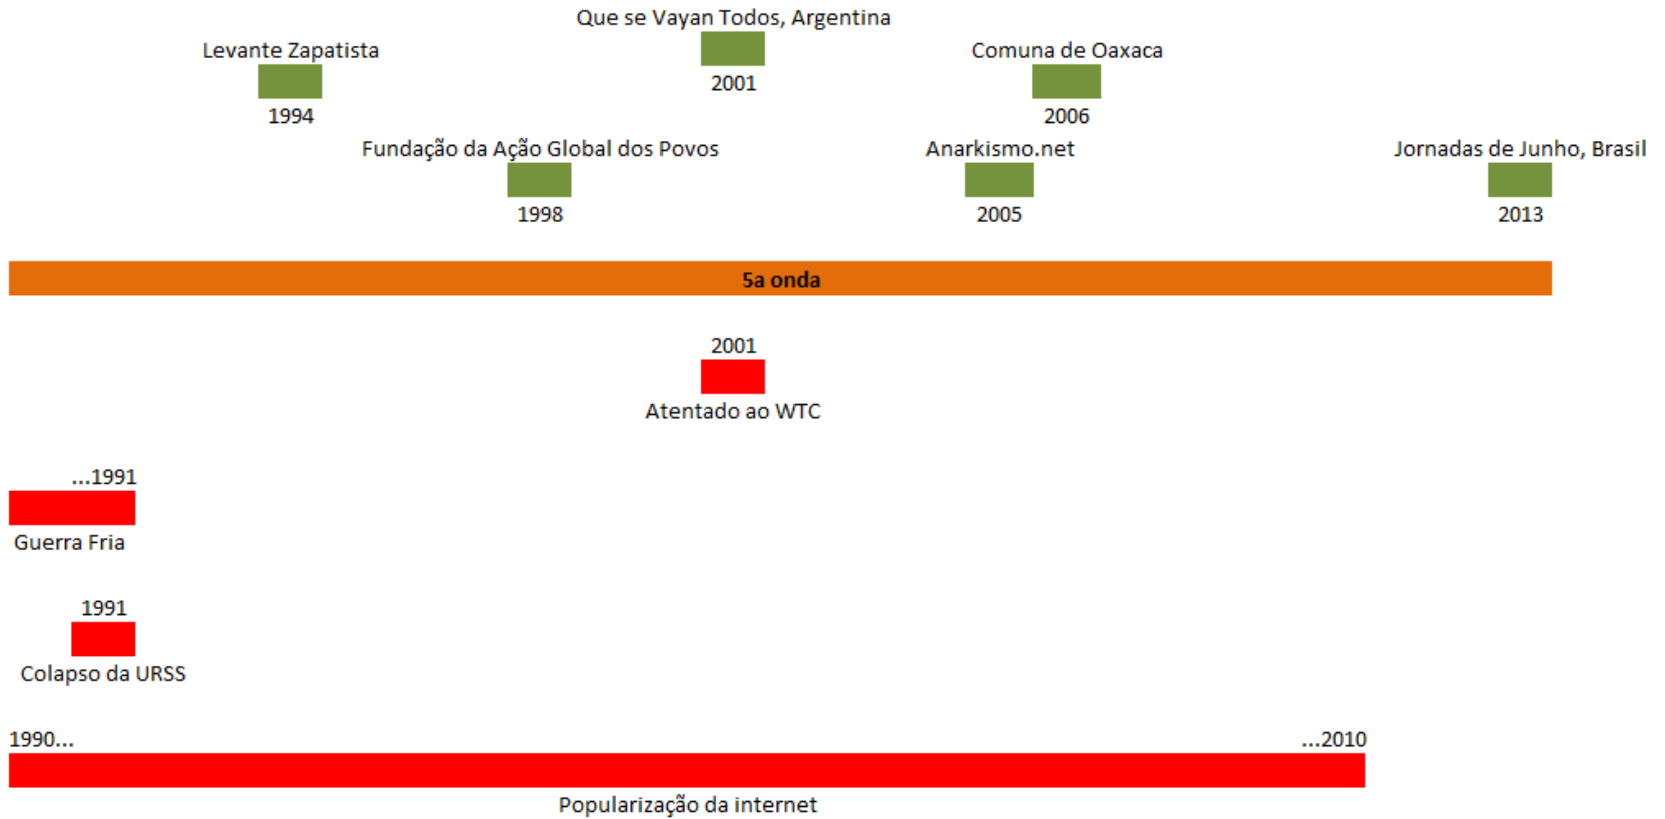 Que se Vayan Todos, Argentina
Levante Zapatista
Comuna de Oaxaca
2001
1994
2006
Fundação da Ação Global dos Povos
Anarkismo.net
Jornadas de Junho, Brasil
1998
2005
2013
5a onda
2001
Atentado ao WTC
...1991
Guerra Fria
1991
Colapso da URSS
1990...
...2010
Popularização da internet